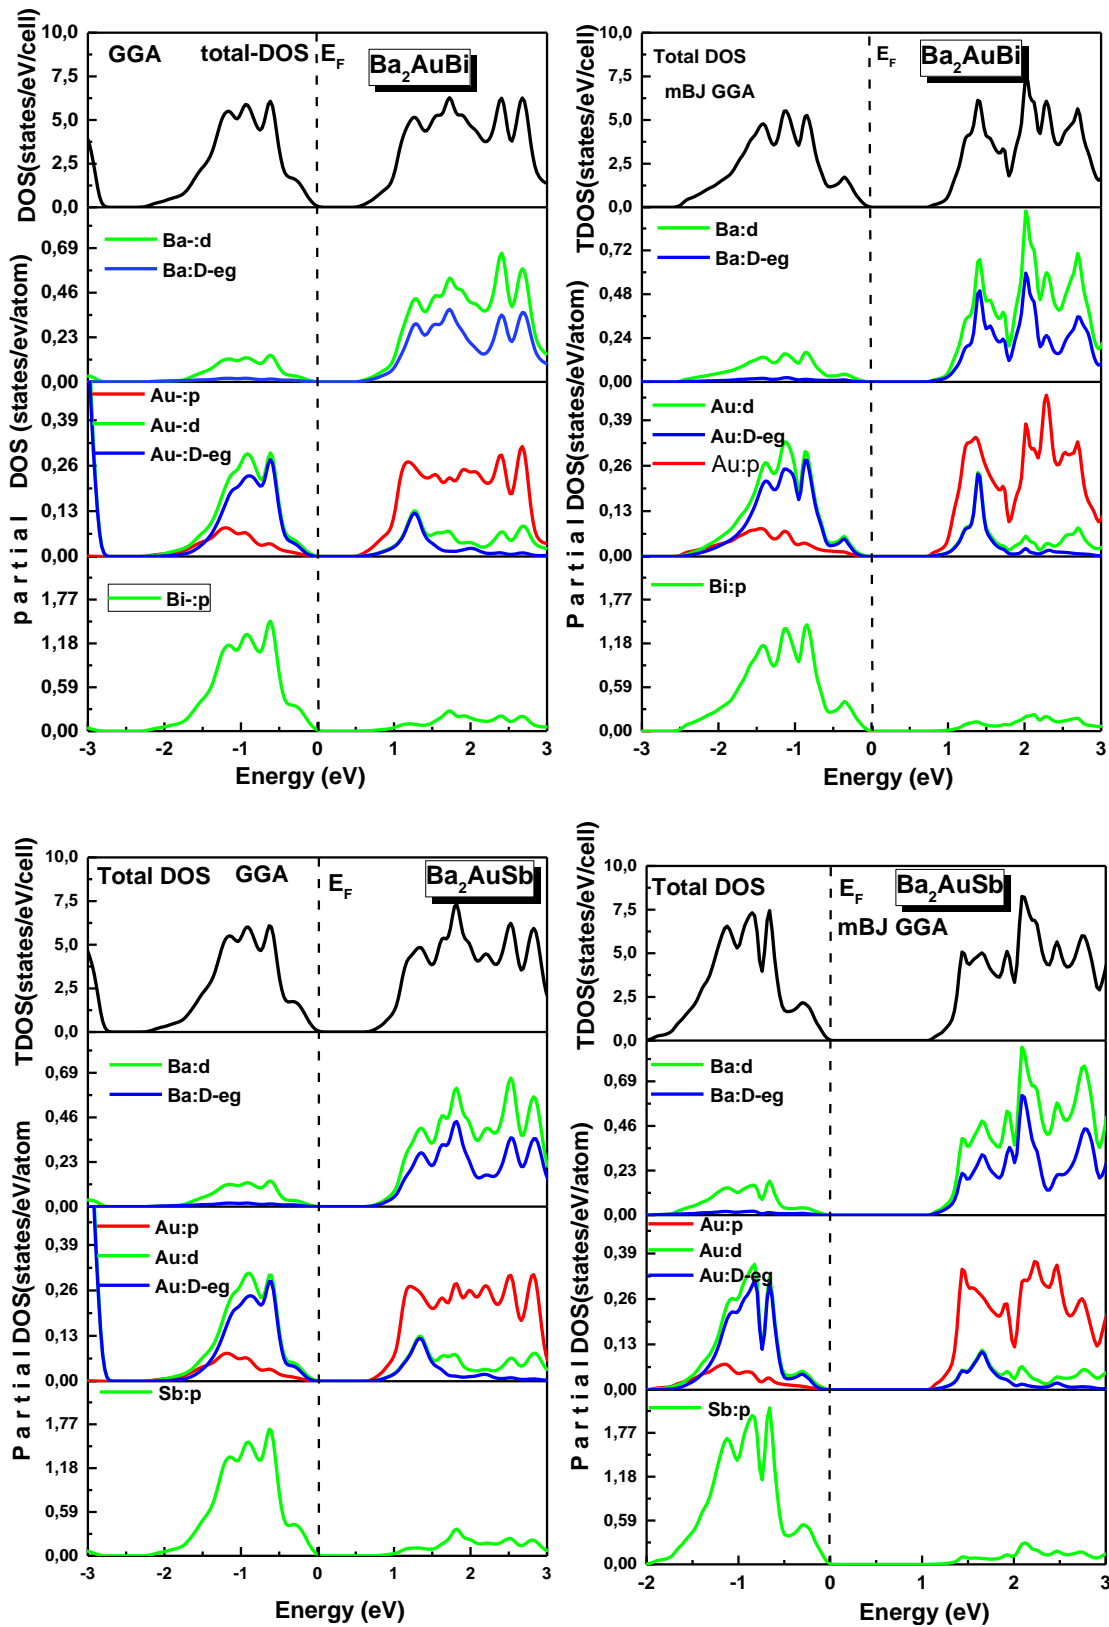 GGA total-DOS E_F Ba₂AuBi
DOS(states/eV/cell)
10,0
7,5
5,0
2,5
0,0
Ba-:d
Ba:D-eg
0,69
0,46
0,23
0,00
partial DOS (states/ev/atom)
Au-:p
Au-:d
Au-:D-eg
0,39
0,26
0,13
0,00
Bi-:p
1,77
1,18
0,59
0,00
-3 -2 -1 0 1 2 3
Energy (eV)
Total DOS E_F Ba₂AuBi
mBJ GGA
TDOS(states/eV/cell)
10,0
7,5
5,0
2,5
0,0
Ba:d
Ba:D-eg
0,72
0,48
0,24
0,00
Partial DOS(states/eV/atom)
Au:d
Au:D-eg
Au:p
0,39
0,26
0,13
0,00
Bi:p
1,77
1,18
0,59
0,00
-3 -2 -1 0 1 2 3
Energy (eV)
Total DOS GGA E_F Ba₂AuSb
TDOS(states/eV/cell)
10,0
7,5
5,0
2,5
0,0
Ba:d
Ba:D-eg
0,69
0,46
0,23
0,00
Partial DOS(states/eV/atom
Au:p
Au:d
Au:D-eg
0,39
0,26
0,13
0,00
Sb:p
1,77
1,18
0,59
0,00
-3 -2 -1 0 1 2 3
Energy (eV)
Total DOS E_F Ba₂AuSb
mBJ GGA
TDOS(states/eV/cell)
10,0
7,5
5,0
2,5
0,0
Ba:d
Ba:D-eg
0,69
0,46
0,23
0,00
Partial DOS(states/eV/atom)
Au:p
Au:d
Au:D-eg
0,39
0,26
0,13
0,00
Sb:p
1,77
1,18
0,59
0,00
-2 -1 0 1 2 3
Energy (eV)